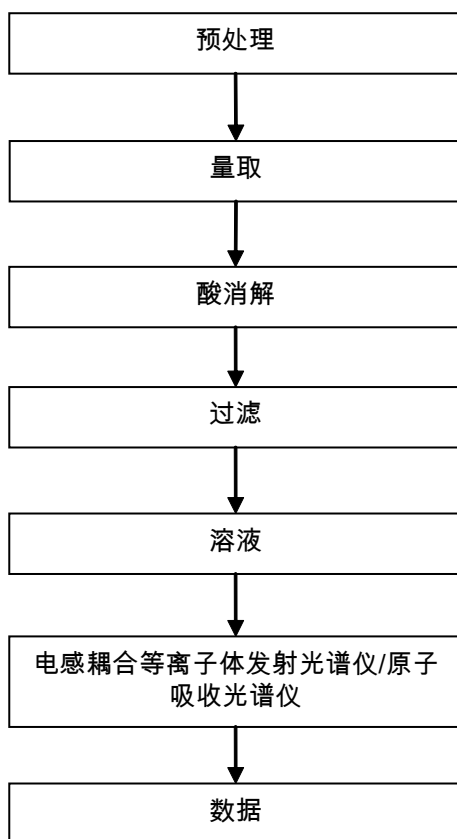 预处理
量取
酸消解
过滤
溶液
电感耦合等离子体发射光谱仪/原子
吸收光谱仪
数据